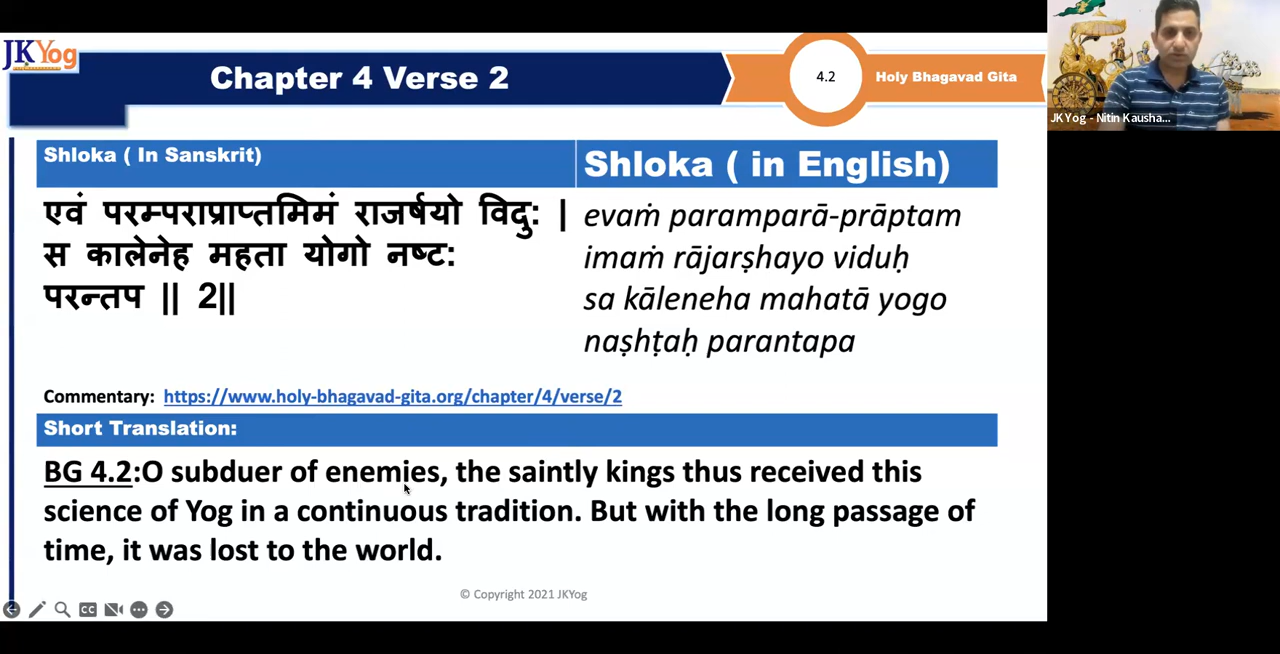 JKYog
Chapter 4 Verse 2
4.2
Holy Bhagavad Gita
JKYog - Nitin Kausha...
Shloka ( In Sanskrit)
Shloka ( in English)
एवं परम्पराप्राप्तमिमं राजर्षयो विदु: |
स कालेनेह महता योगो नष्ट:
परन्तप || 2||
evaṁ paramparā-prāptam
imaṁ rājarṣhayo viduḥ
sa kāleneha mahatā yogo
naṣhṭaḥ parantapa
Commentary: https://www.holy-bhagavad-gita.org/chapter/4/verse/2
Short Translation:
BG 4.2:O subduer of enemies, the saintly kings thus received this
science of Yog in a continuous tradition. But with the long passage of
time, it was lost to the world.
© Copyright 2021 JKYog
CC